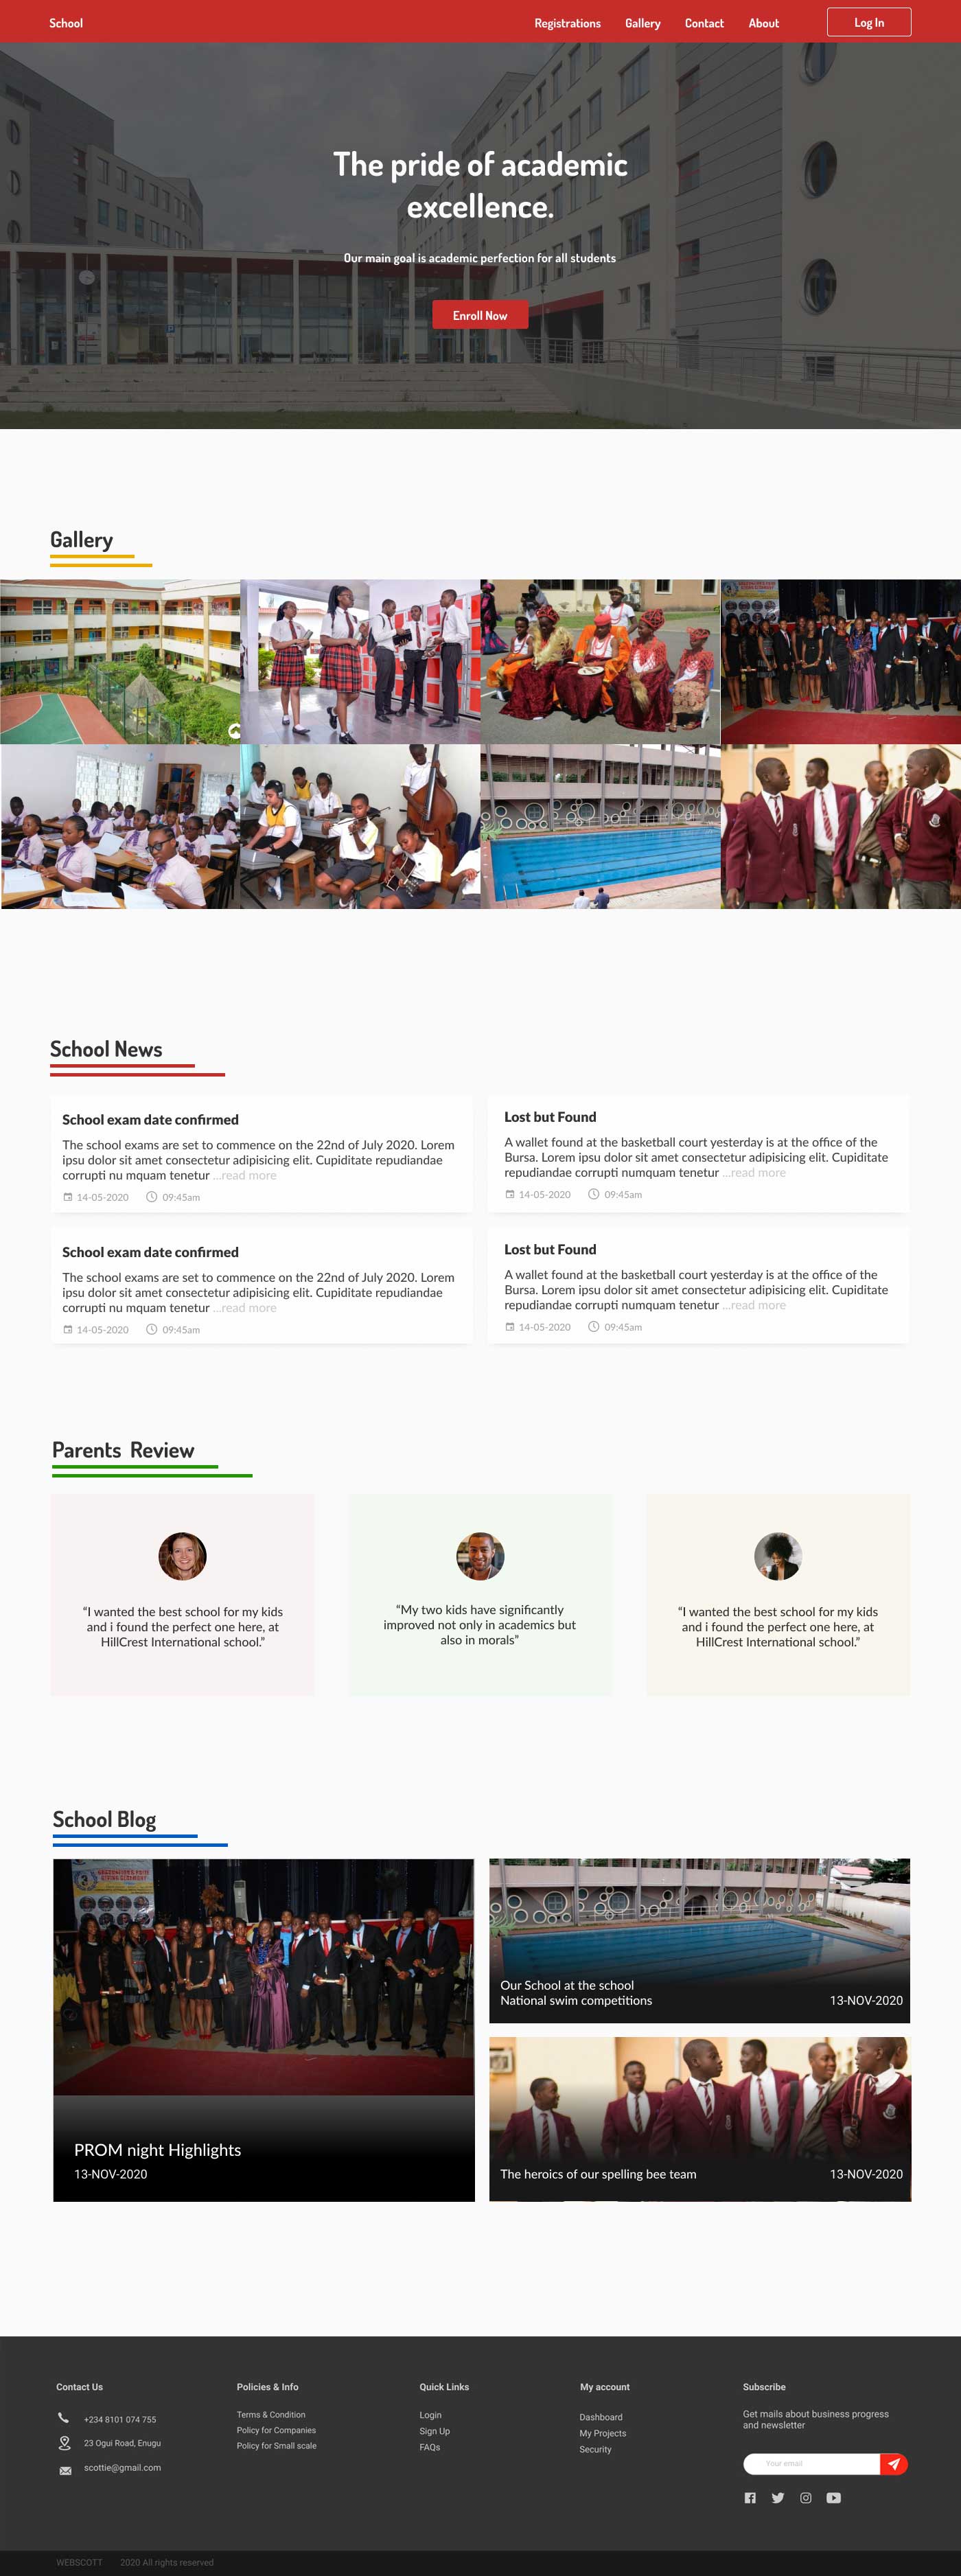 School
Registrations
Gallery
Contact
About
Log In
The pride of academic
excellence.
Our main goal is academic perfection for all students
Enroll Now
Gallery
School News
School exam date confirmed
The school exams are set to commence on the 22nd of July 2020. Lorem
ipsu dolor sit amet consectetur adipisicing elit. Cupiditate repudiandae
corrupti nu mquam tenetur ...read more
14-05-2020
09:45am
Lost but Found
A wallet found at the basketball court yesterday is at the office of the
Bursa. Lorem ipsu dolor sit amet consectetur adipisicing elit. Cupiditate
repudiandae corrupti numquam tenetur ...read more
14-05-2020
09:45am
School exam date confirmed
The school exams are set to commence on the 22nd of July 2020. Lorem
ipsu dolor sit amet consectetur adipisicing elit. Cupiditate repudiandae
corrupti nu mquam tenetur ...read more
14-05-2020
09:45am
Lost but Found
A wallet found at the basketball court yesterday is at the office of the
Bursa. Lorem ipsu dolor sit amet consectetur adipisicing elit. Cupiditate
repudiandae corrupti numquam tenetur ...read more
14-05-2020
09:45am
Parents Review
“I wanted the best school for my kids
and i found the perfect one here, at
HillCrest International school.”
“My two kids have significantly
improved not only in academics but
also in morals”
“I wanted the best school for my kids
and i found the perfect one here, at
HillCrest International school.”
School Blog
PROM night Highlights
13-NOV-2020
Our School at the school
National swim competitions
13-NOV-2020
The heroics of our spelling bee team
13-NOV-2020
Contact Us
+234 8101 074 755
23 Ogui Road, Enugu
scottie@gmail.com
Policies & Info
Terms & Condition
Policy for Companies
Policy for Small scale
Quick Links
Login
Sign Up
FAQs
My account
Dashboard
My Projects
Security
Subscribe
Get mails about business progress
and newsletter
Your email
WEBSCOTT
2020 All rights reserved